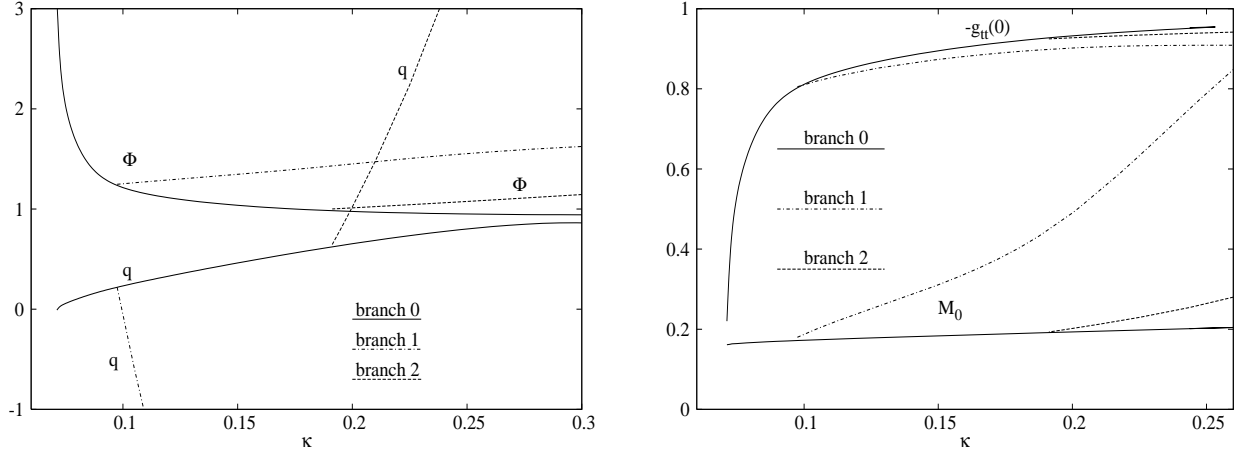 3
2
1
0
-1
Φ
q
Φ
q
q
branch 0
branch 1
branch 2
0.1
0.15
0.2
0.25
0.3
κ
1
0.8
0.6
0.4
0.2
0
-g_tt(0)
branch 0
branch 1
branch 2
M_0
0.1
0.15
0.2
0.25
κ